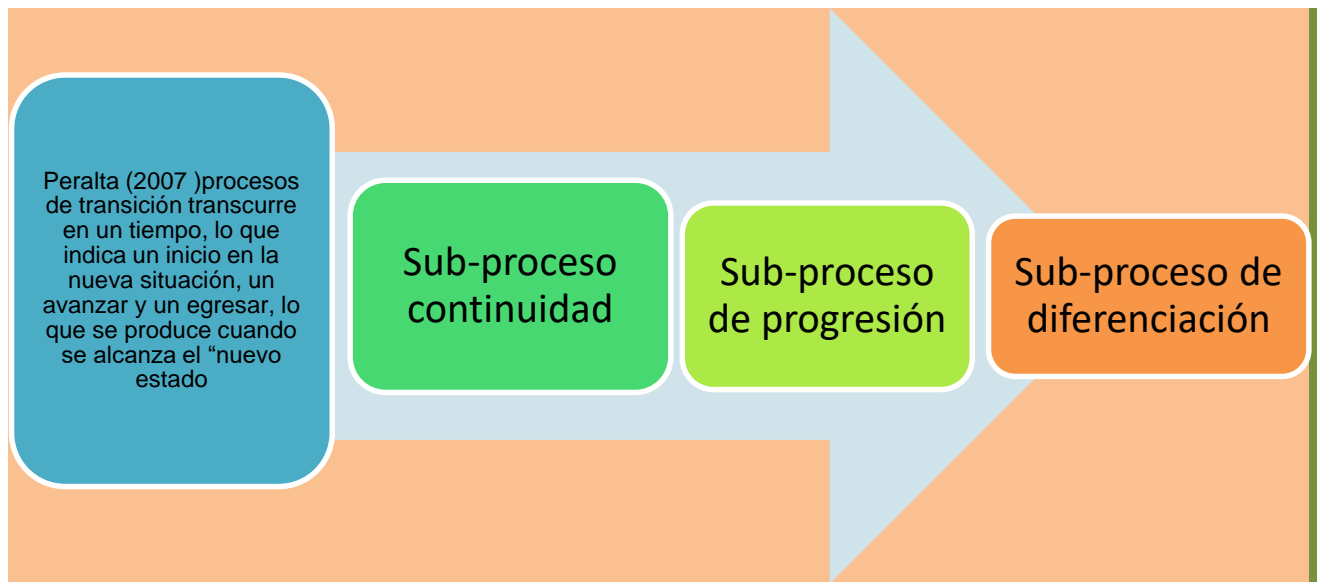 Peralta (2007 )procesos
de transición transcurre
en un tiempo, lo que
indica un inicio en la
nueva situación, un
avanzar y un egresar, lo
que se produce cuando
se alcanza el “nuevo
estado
Sub-proceso
continuidad
Sub-proceso
de progresión
Sub-proceso de
diferenciación